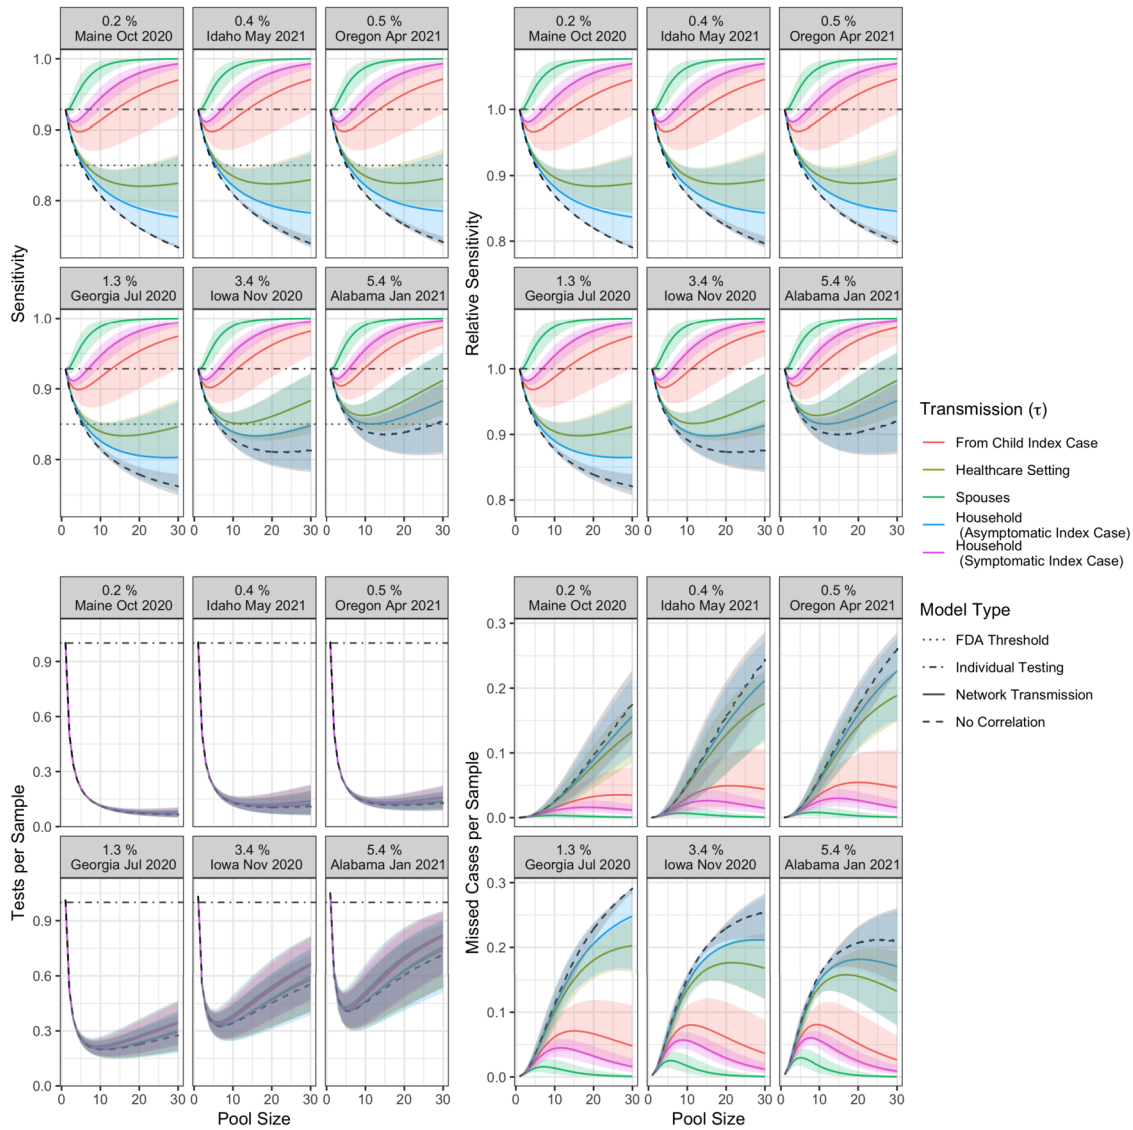 0.2 %
Maine Oct 2020
0.4 %
Idaho May 2021
0.5 %
Oregon Apr 2021
1.0
0.9
0.8
1.3 %
Georgia Jul 2020
3.4 %
Iowa Nov 2020
5.4 %
Alabama Jan 2021
1.0
0.9
0.8
0 10 20 30
0 10 20 30
0 10 20 30
Sensitivity
0.2 %
Maine Oct 2020
0.4 %
Idaho May 2021
0.5 %
Oregon Apr 2021
1.0
0.9
0.8
1.3 %
Georgia Jul 2020
3.4 %
Iowa Nov 2020
5.4 %
Alabama Jan 2021
1.0
0.9
0.8
0 10 20 30
0 10 20 30
0 10 20 30
Relative Sensitivity
0.2 %
Maine Oct 2020
0.4 %
Idaho May 2021
0.5 %
Oregon Apr 2021
0.9
0.6
0.3
0.0
1.3 %
Georgia Jul 2020
3.4 %
Iowa Nov 2020
5.4 %
Alabama Jan 2021
0.9
0.6
0.3
0.0
0 10 20 30
0 10 20 30
0 10 20 30
Tests per Sample
Pool Size
0.2 %
Maine Oct 2020
0.4 %
Idaho May 2021
0.5 %
Oregon Apr 2021
0.3
0.2
0.1
0.0
1.3 %
Georgia Jul 2020
3.4 %
Iowa Nov 2020
5.4 %
Alabama Jan 2021
0.3
0.2
0.1
0.0
0 10 20 30
0 10 20 30
0 10 20 30
Missed Cases per Sample
Pool Size
Transmission (τ)
From Child Index Case
Healthcare Setting
Spouses
Household
(Asymptomatic Index Case)
Household
(Symptomatic Index Case)
Model Type
FDA Threshold
Individual Testing
Network Transmission
No Correlation